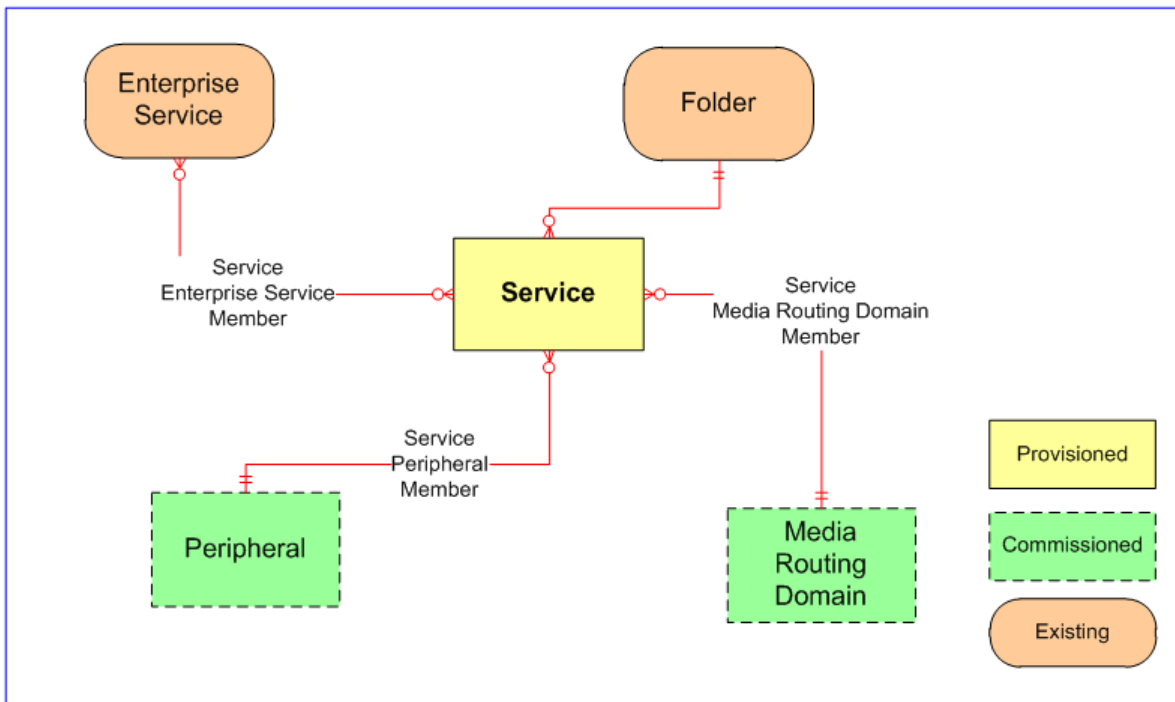 Enterprise
Service
Folder
Service
Enterprise Service
Member
Service
Service
Media Routing Domain
Member
Service
Peripheral
Member
Peripheral
Media
Routing
Domain
Provisioned
Commissioned
Existing